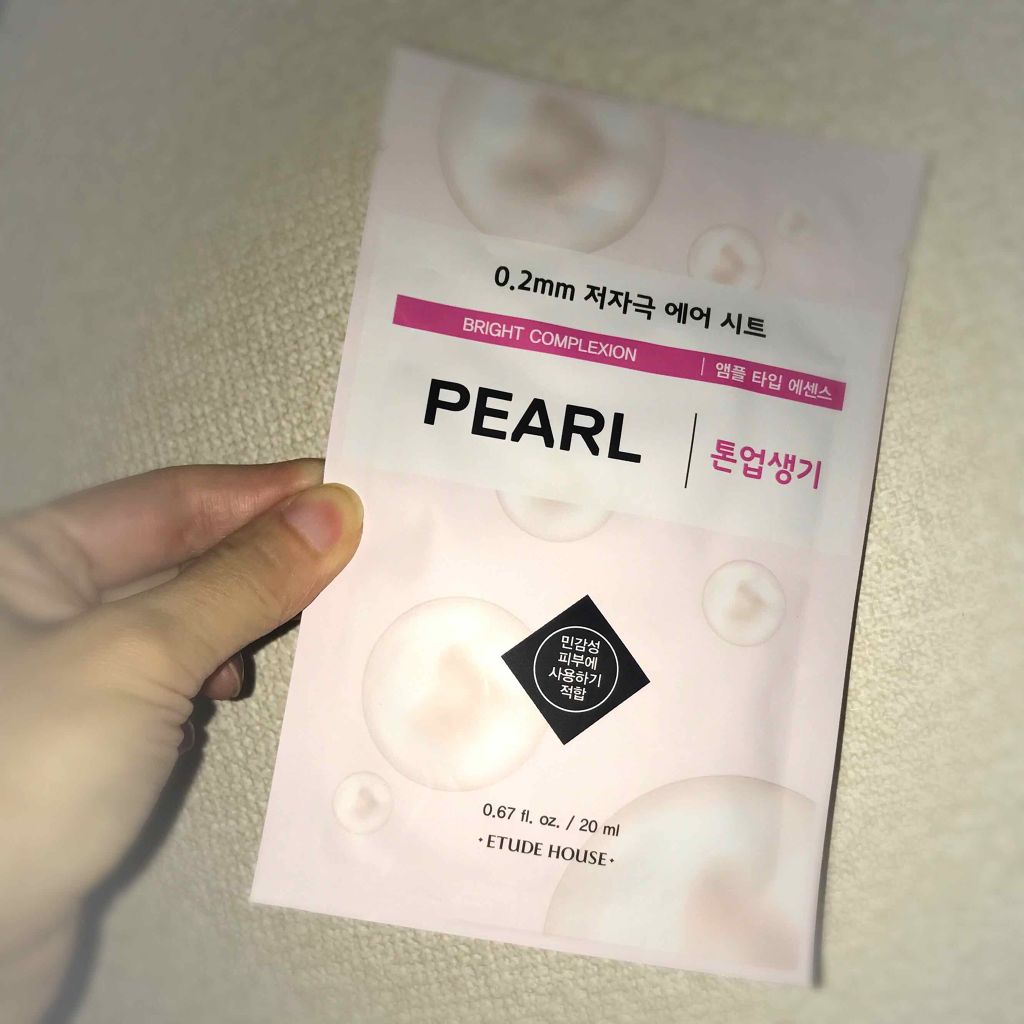 0.2mm 저자극 에어 시트
BRIGHT COMPLEXION | 앰플 타입 에센스
PEARL | 톤업생기
민감성
피부에
사용하기
적합
0.67 fl. oz. / 20 ml
·ETUDE HOUSE·